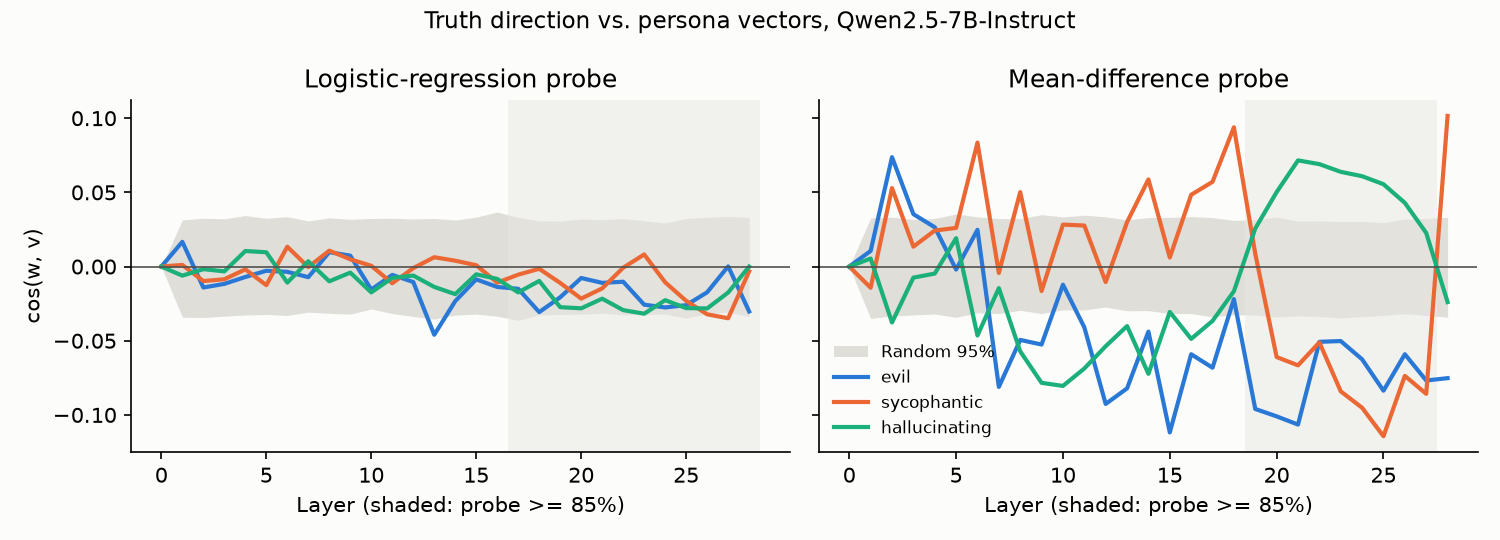 Truth direction vs. persona vectors, Qwen2.5-7B-Instruct
Logistic-regression probe
Mean-difference probe
cos(w, v)
0.10
0.05
0.00
−0.05
−0.10
Random 95%
evil
sycophantic
hallucinating
0 5 10 15 20 25
0 5 10 15 20 25
Layer (shaded: probe >= 85%)
Layer (shaded: probe >= 85%)